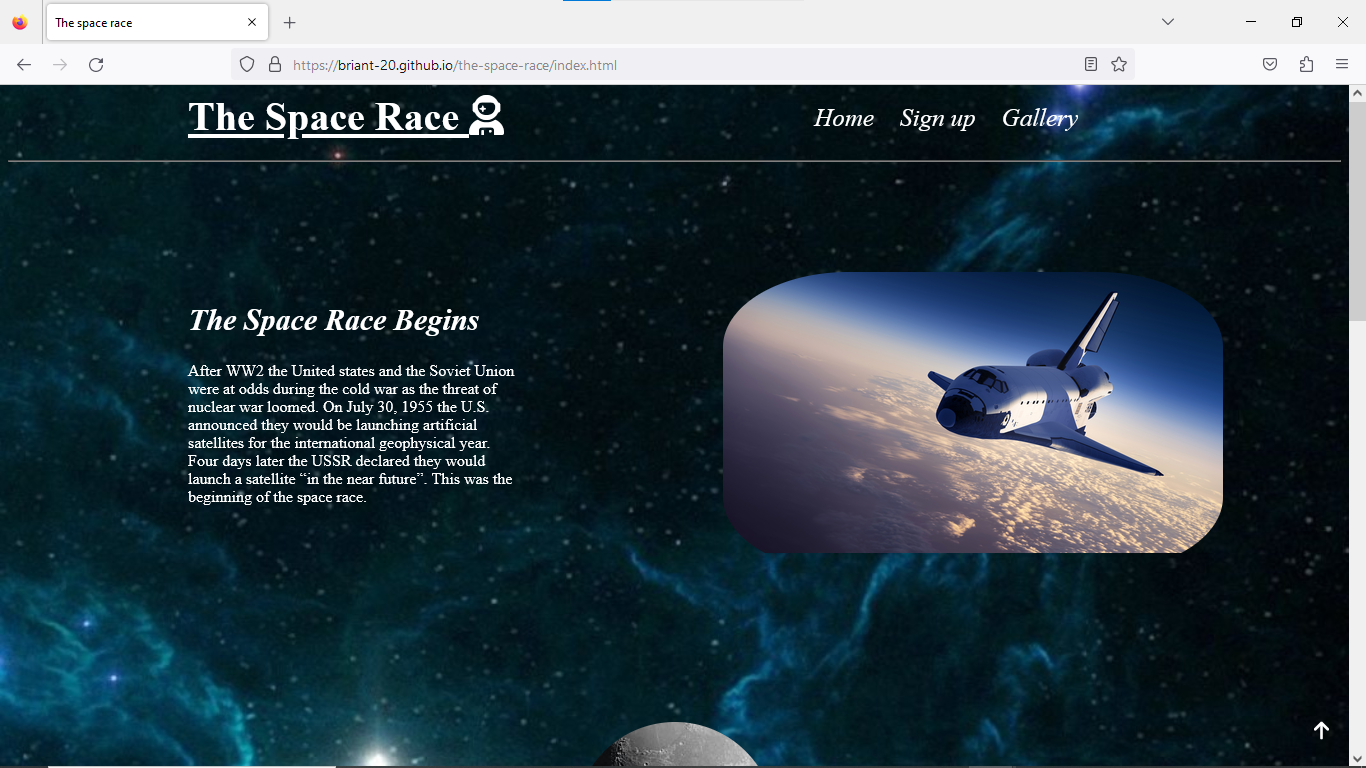 The space race
https://briant-20.github.io/the-space-race/index.html
The Space Race
Home Sign up Gallery
The Space Race Begins
After WW2 the United states and the Soviet Union
were at odds during the cold war as the threat of
nuclear war loomed. On July 30, 1955 the U.S.
announced they would be launching artificial
satellites for the international geophysical year.
Four days later the USSR declared they would
launch a satellite “in the near future”. This was the
beginning of the space race.